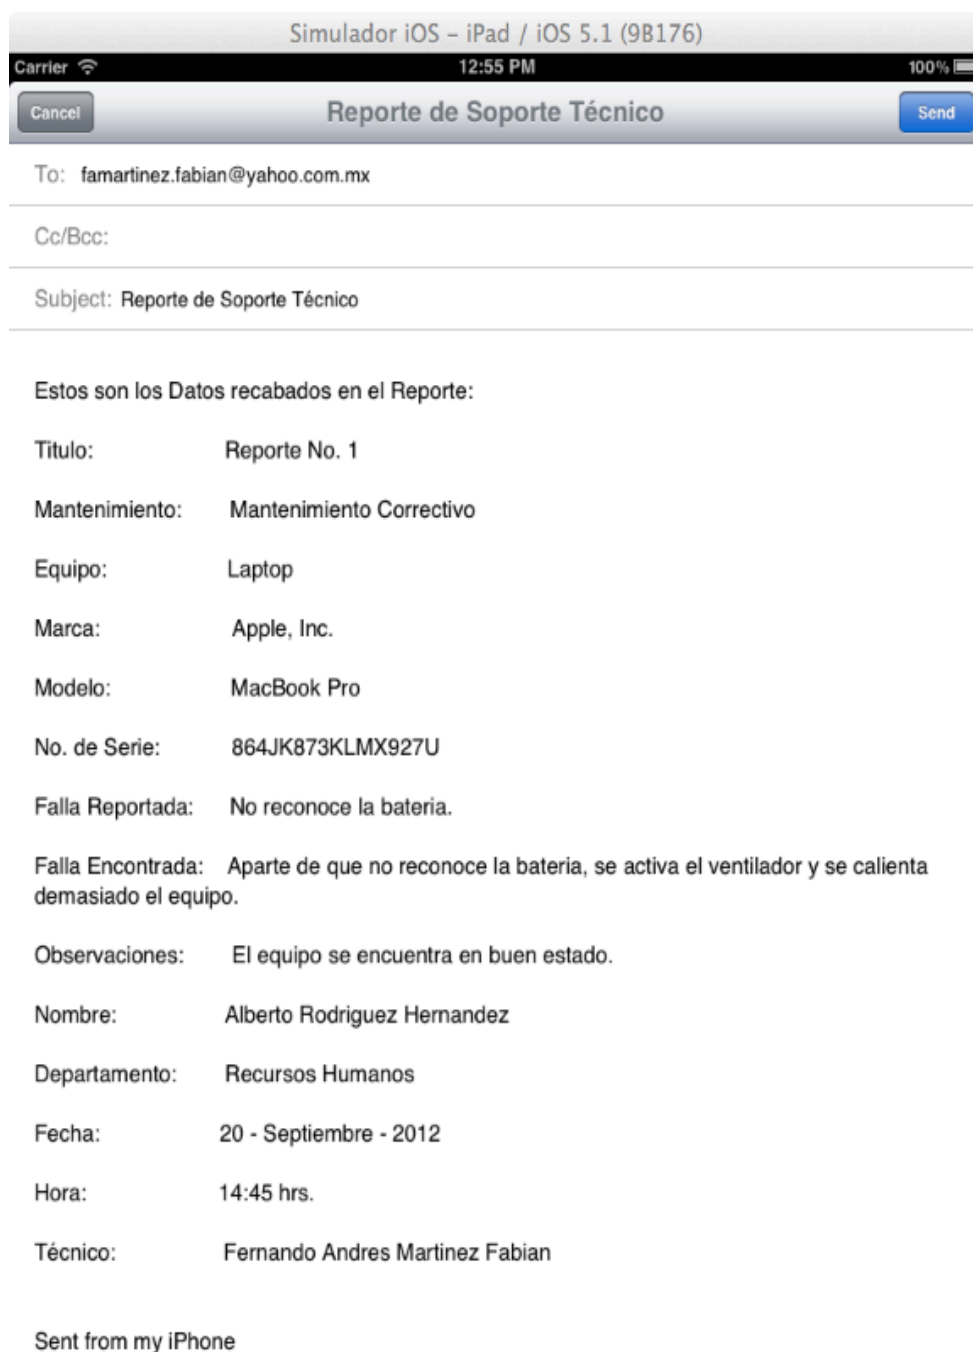 Simulador iOS – iPad / iOS 5.1 (9B176)
Carrier 12:55 PM 100%
Cancel Reporte de Soporte Técnico Send
To: famartinez.fabian@yahoo.com.mx
Cc/Bcc:
Subject: Reporte de Soporte Técnico
Estos son los Datos recabados en el Reporte:
Titulo: Reporte No. 1
Mantenimiento: Mantenimiento Correctivo
Equipo: Laptop
Marca: Apple, Inc.
Modelo: MacBook Pro
No. de Serie: 864JK873KLMX927U
Falla Reportada: No reconoce la bateria.
Falla Encontrada: Aparte de que no reconoce la bateria, se activa el ventilador y se calienta
demasiado el equipo.
Observaciones: El equipo se encuentra en buen estado.
Nombre: Alberto Rodriguez Hernandez
Departamento: Recursos Humanos
Fecha: 20 - Septiembre - 2012
Hora: 14:45 hrs.
Técnico: Fernando Andres Martinez Fabian
Sent from my iPhone